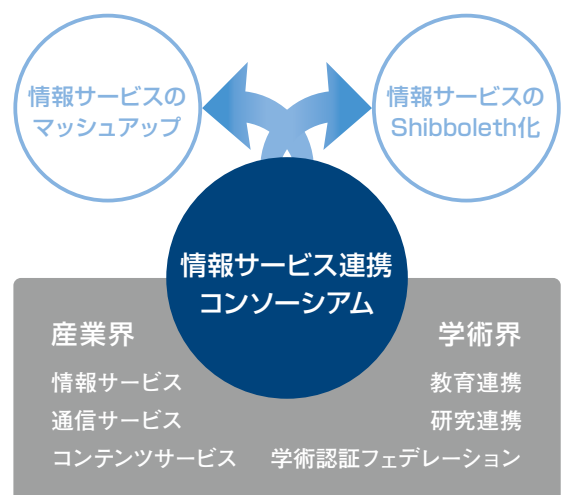 情報サービスの
マッシュアップ
情報サービスの
Shibboleth化
情報サービス連携
コンソーシアム
産業界
情報サービス
通信サービス
コンテンツサービス
学術界
教育連携
研究連携
学術認証フェデレーション